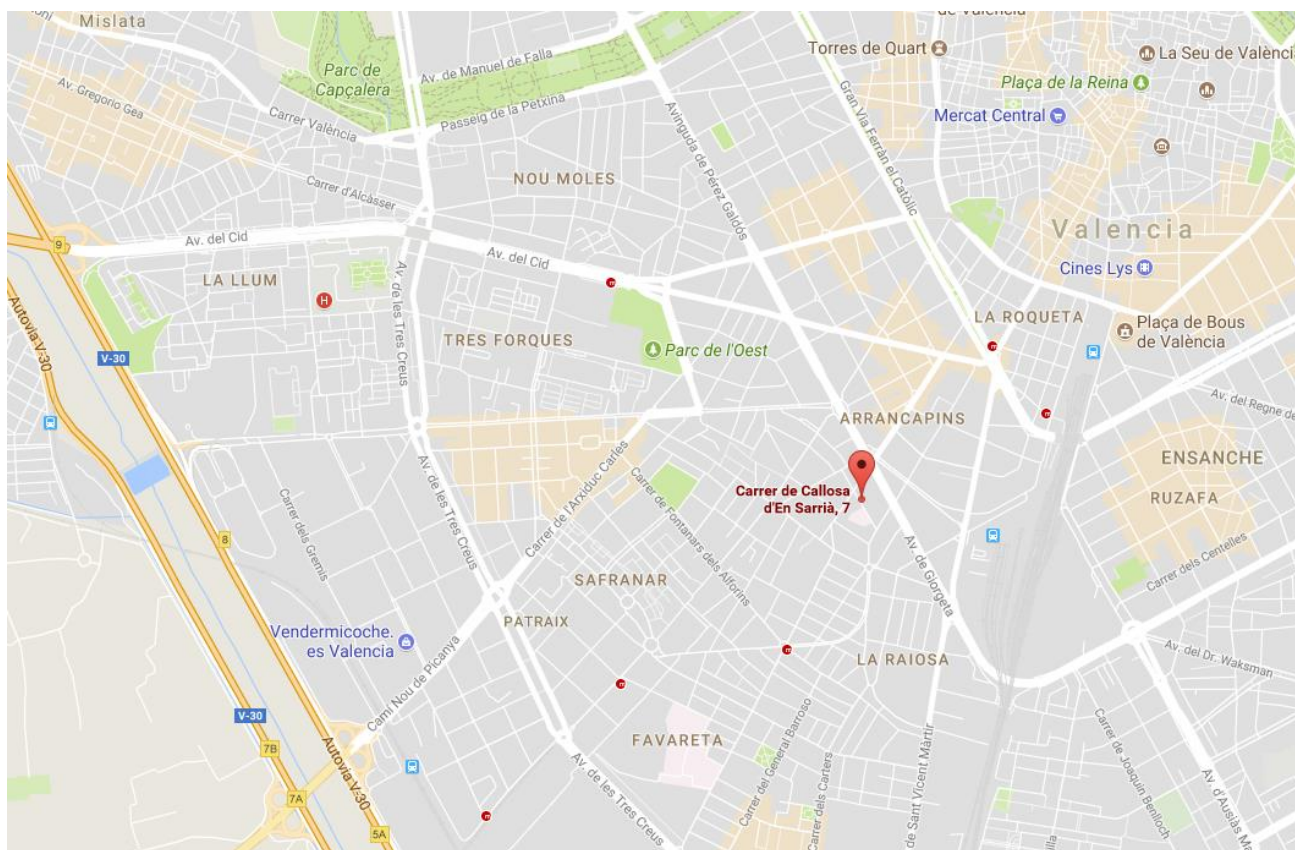 Mislata
de València
Torres de Quart
La Seu de València
Parc de
Capçalera
Av. de Manuel de Falla
Plaça de la Reina
Av. Gregorio Gea
Passeig de la Petxina
Gran Via Ferràn el Catòlic
Mercat Central
Carrer València
Avinguda de Pérez Galdós
NOU MOLES
Carrer d'Alcàsser
Valencia
9
Av. del Cid
Av. del Cid
Cines Lys
LA LLUM
H
Av. de les Tres Creus
LA ROQUETA
Plaça de Bous
de València
Autovia V-30
V-30
TRES FORQUES
Parc de l'Oest
Av. del Regne de
ARRANCAPINS
ENSANCHE
RUZAFA
Carrer de Callosa
d'En Sarrià, 7
Av. de les Tres Creus
Carrer de l'Arxiduc Carles
Carrer de Fontanars dels Alforins
Carrer dels Gremis
8
Av. de Giorgeta
Carrer dels Centelles
SAFRANAR
PATRAIX
Vendermicoche.
es Valencia
LA RAIOSA
Av. del Dr. Waksman
Camí Nou de Picanya
V-30
7B
Autovia V-30
FAVARETA
7A
5A
Av. de les Tres Creus
Carrer del General Barroso
Carrer dels Carters
de Sant Vicent Màrtir
Carrer de Joaquin Benlloch
Av. d'Ausiàs Ma